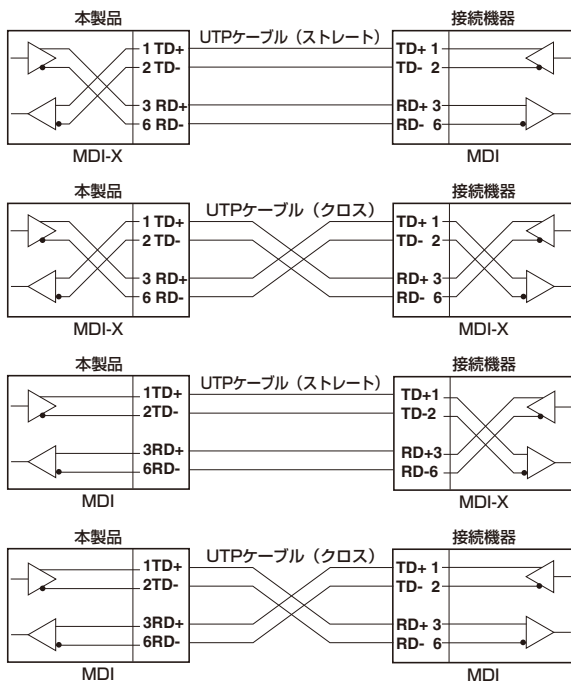 本製品 接続機器
UTPケーブル（ストレート）
1 TD+ TD+ 1
2 TD- TD- 2
3 RD+ RD+ 3
6 RD- RD- 6
MDI-X MDI
本製品 接続機器
UTPケーブル（クロス）
1 TD+ TD+ 1
2 TD- TD- 2
3 RD+ RD+ 3
6 RD- RD- 6
MDI-X MDI-X
本製品 接続機器
UTPケーブル（ストレート）
1TD+ TD+1
2TD- TD-2
3RD+ RD+3
6RD- RD-6
MDI MDI-X
本製品 接続機器
UTPケーブル（クロス）
1TD+ TD+ 1
2TD- TD- 2
3RD+ RD+ 3
6RD- RD- 6
MDI MDI